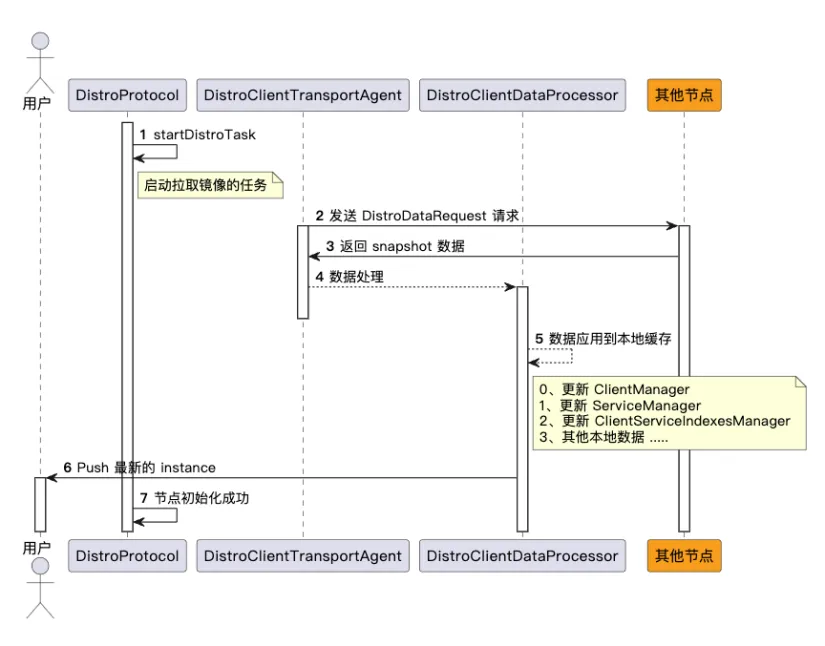 用户
DistroProtocol
DistroClientTransportAgent
DistroClientDataProcessor
其他节点
1 startDistroTask
启动拉取镜像的任务
2 发送 DistroDataRequest 请求
3 返回 snapshot 数据
4 数据处理
5 数据应用到本地缓存
0、更新 ClientManager
1、更新 ServiceManager
2、更新 ClientServiceIndexesManager
3、其他本地数据 .....
6 Push 最新的 instance
7 节点初始化成功
用户
DistroProtocol
DistroClientTransportAgent
DistroClientDataProcessor
其他节点